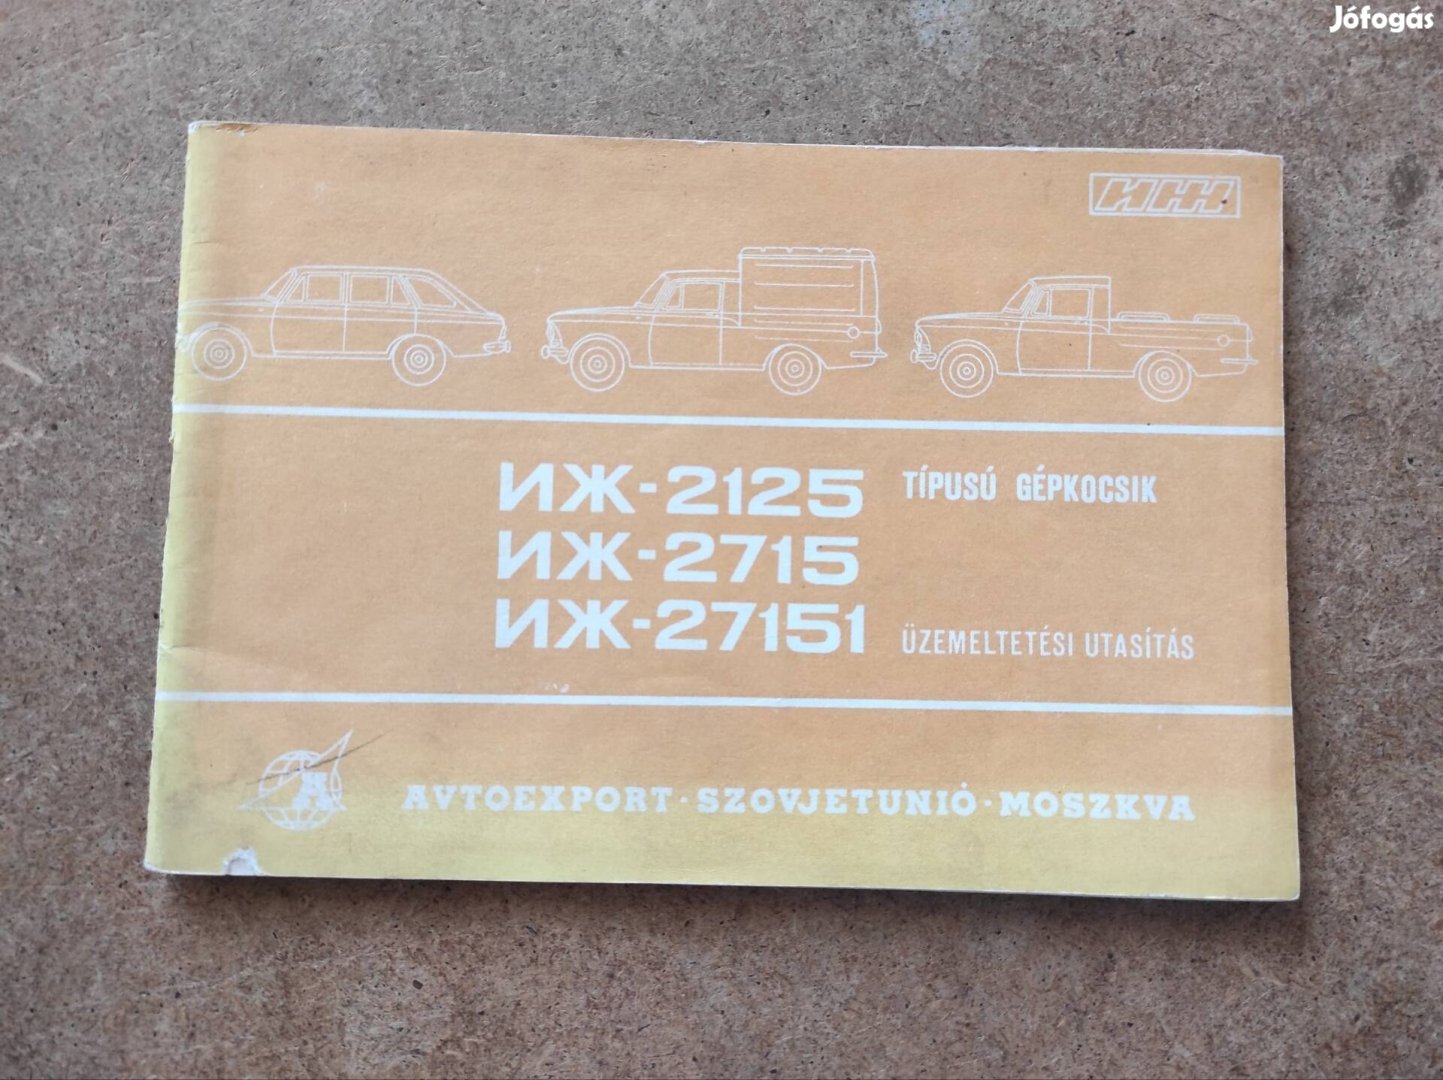 Jófogás
ИЖ
ИЖ-2125 TÍPUSÚ GÉPKOCSIK
ИЖ-2715
ИЖ-27151 ÜZEMELTETÉSI UTASÍTÁS
A
AVTOEXPORT · SZOVJETUNIÓ · MOSZKVA